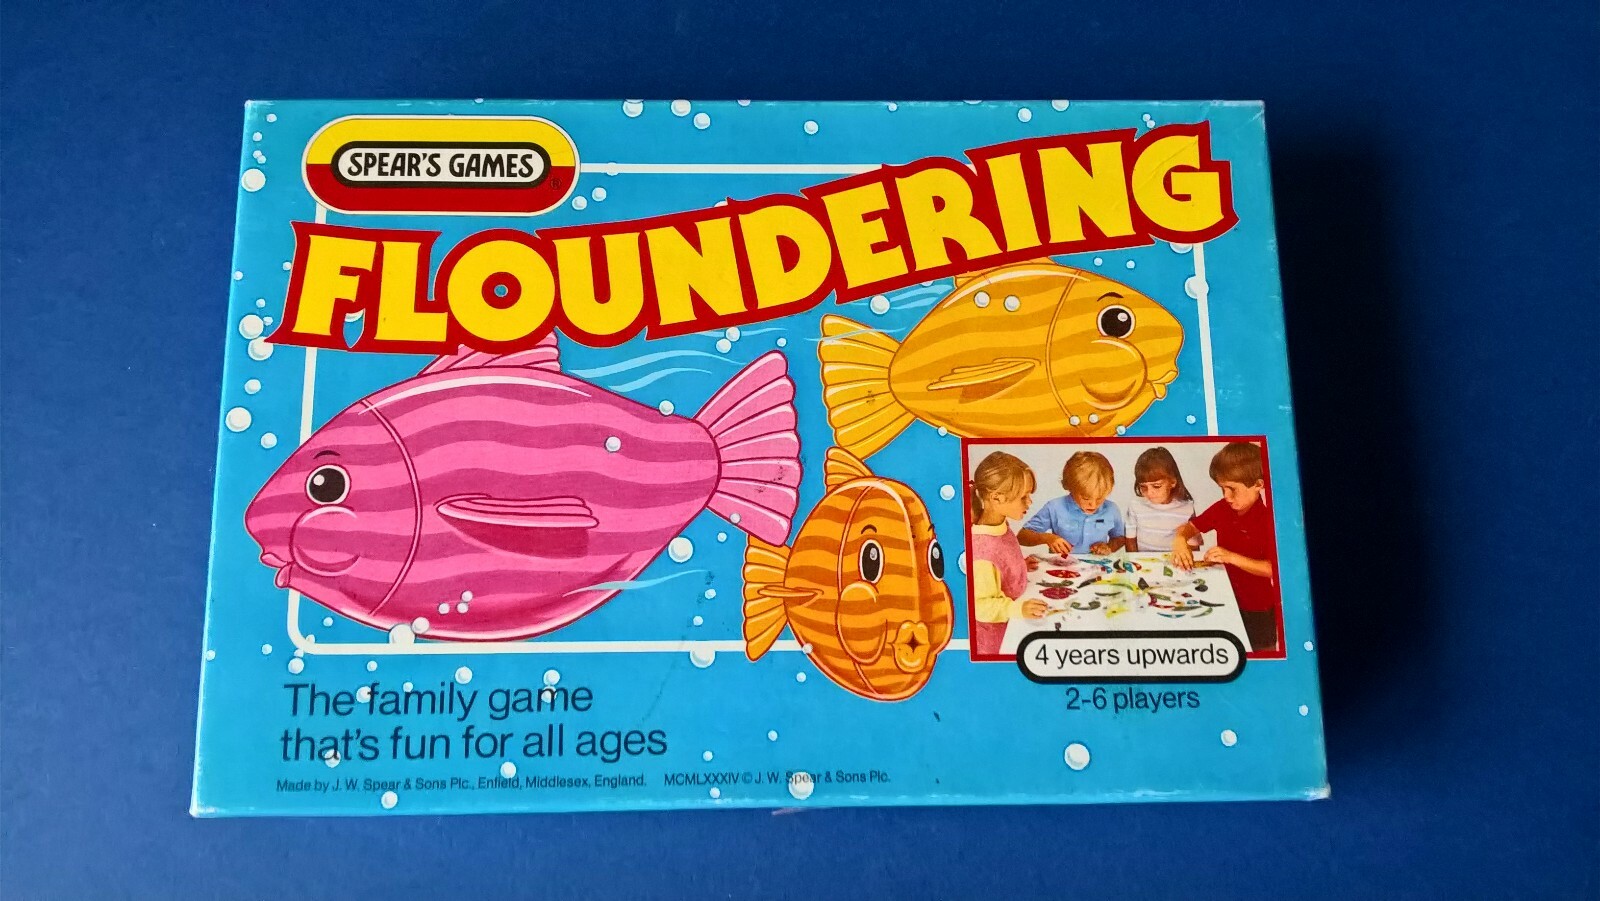 SPEAR'S GAMES ®
FLOUNDERING
4 years upwards
2-6 players
The family game
that's fun for all ages
Made by J. W. Spear & Sons Plc., Enfield, Middlesex, England. MCMLXXXIV © J. W. Spear & Sons Plc.